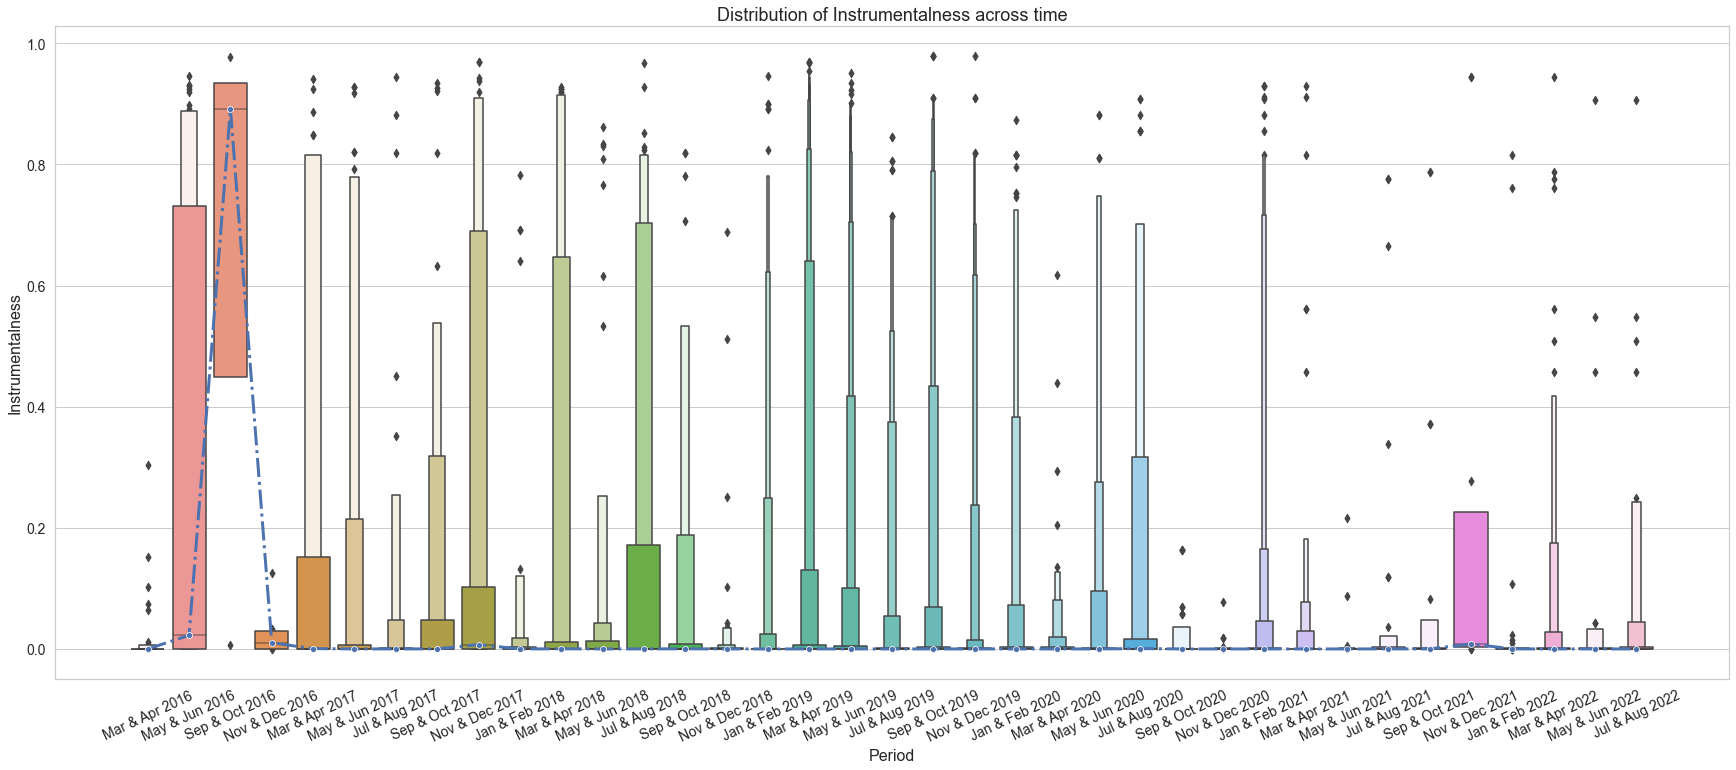 Distribution of Instrumentalness across time
1.0
0.8
0.6
0.4
0.2
0.0
Instrumentalness
Mar & Apr 2016
May & Jun 2016
Sep & Oct 2016
Nov & Dec 2016
Mar & Apr 2017
May & Jun 2017
Jul & Aug 2017
Sep & Oct 2017
Nov & Dec 2017
Jan & Feb 2018
Mar & Apr 2018
May & Jun 2018
Jul & Aug 2018
Sep & Oct 2018
Nov & Dec 2018
Jan & Feb 2019
Mar & Apr 2019
May & Jun 2019
Jul & Aug 2019
Sep & Oct 2019
Nov & Dec 2019
Jan & Feb 2020
Mar & Apr 2020
May & Jun 2020
Jul & Aug 2020
Sep & Oct 2020
Nov & Dec 2020
Jan & Feb 2021
Mar & Apr 2021
May & Jun 2021
Jul & Aug 2021
Sep & Oct 2021
Nov & Dec 2021
Jan & Feb 2022
Mar & Apr 2022
May & Jun 2022
Jul & Aug 2022
Period